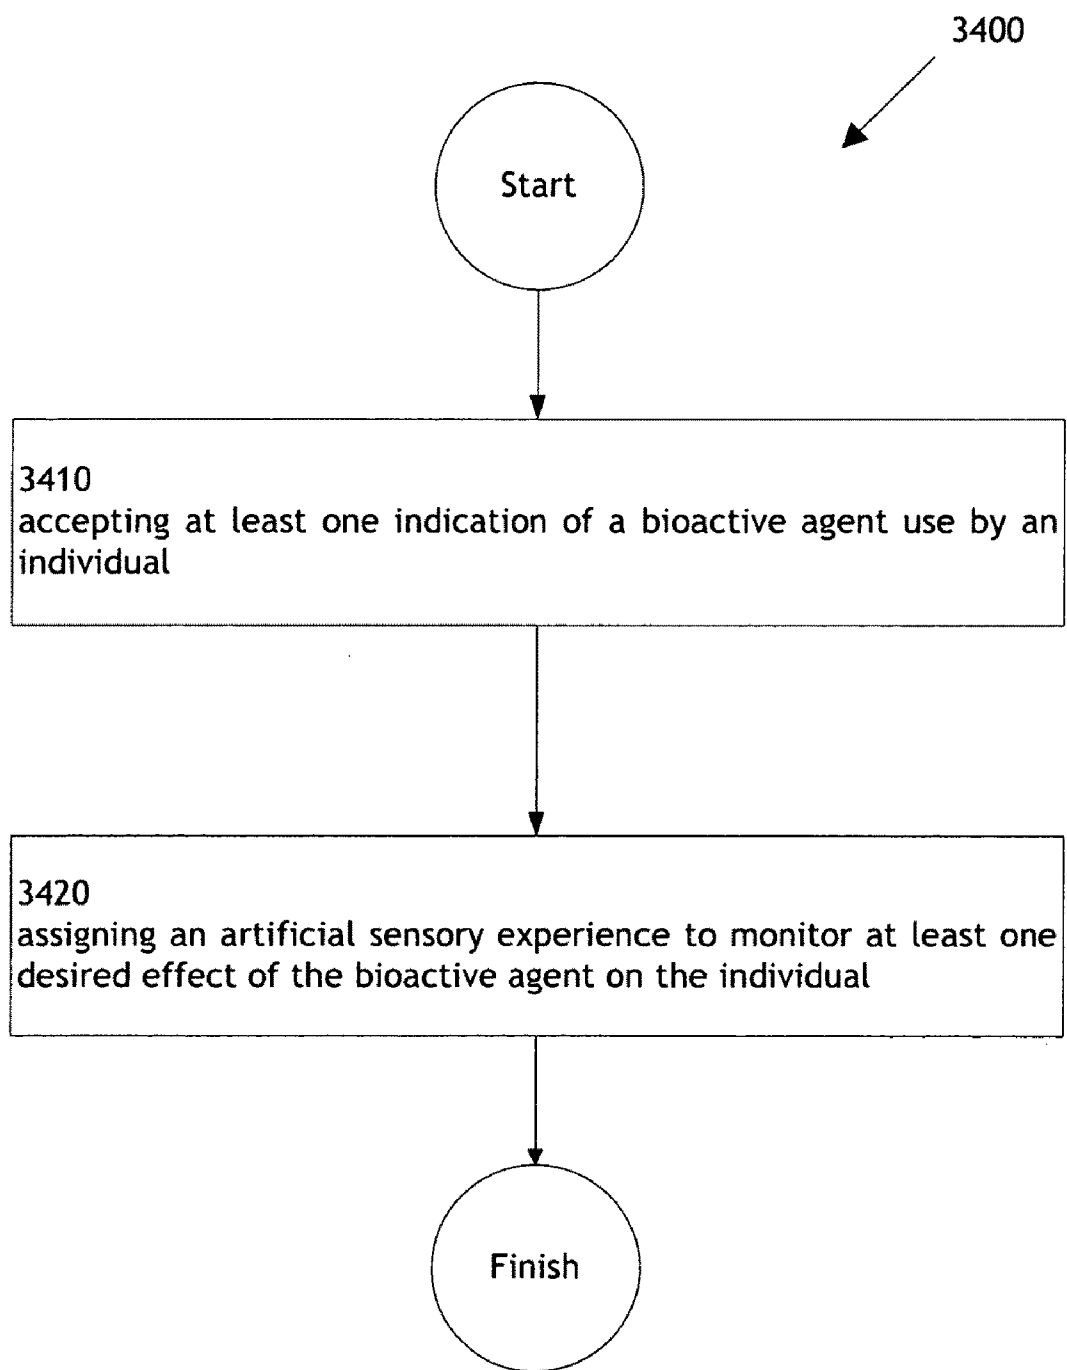 3400
Start
3410
accepting at least one indication of a bioactive agent use by an
individual
3420
assigning an artificial sensory experience to monitor at least one
desired effect of the bioactive agent on the individual
Finish